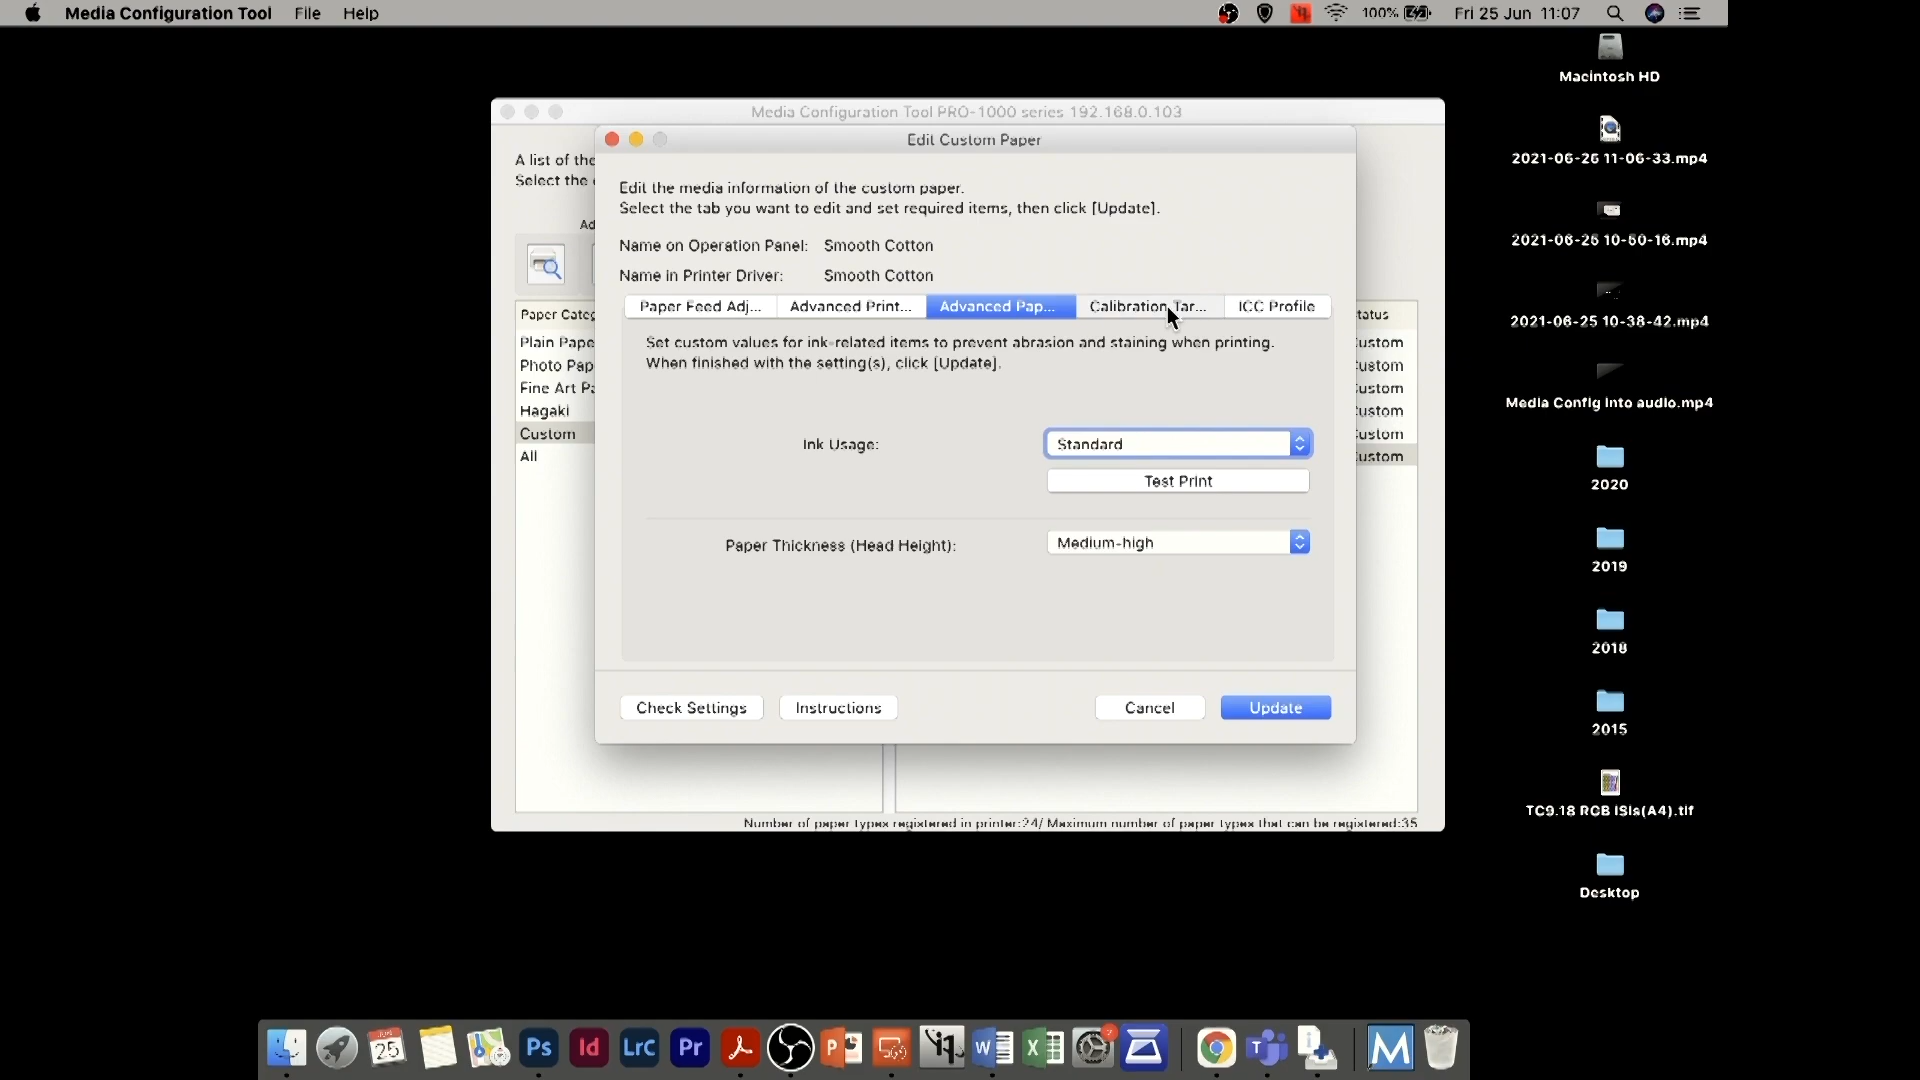 Media Configuration Tool File Help
100% Fri 25 Jun 11:07
Macintosh HD
Media Configuration Tool PRO-1000 series 192.168.0.103
Edit Custom Paper
A list of the
Select the
Edit the media information of the custom paper.
Select the tab you want to edit and set required items, then click [Update].
Ad
Name on Operation Panel: Smooth Cotton
Name in Printer Driver: Smooth Cotton
Paper Feed Adj... Advanced Print... Advanced Pap... Calibration Tar... ICC Profile
Paper Categ
Plain Pape
Photo Pap
Fine Art Pa
Hagaki
Custom
All
tatus
ustom
ustom
ustom
ustom
ustom
ustom
Set custom values for ink-related items to prevent abrasion and staining when printing.
When finished with the setting(s), click [Update].
Ink Usage: Standard
Test Print
Paper Thickness (Head Height): Medium-high
Check Settings Instructions Cancel Update
Number of paper types registered in printer:24/ Maximum number of paper types that can be registered:35
2021-06-25 11-06-33.mp4
2021-06-25 10-50-16.mp4
2021-06-25 10-38-42.mp4
Media Config into audio.mp4
2020
2019
2018
2015
TC9.18 RGB iSis(A4).tif
Desktop
25 Ps Id LrC Pr P W X T M